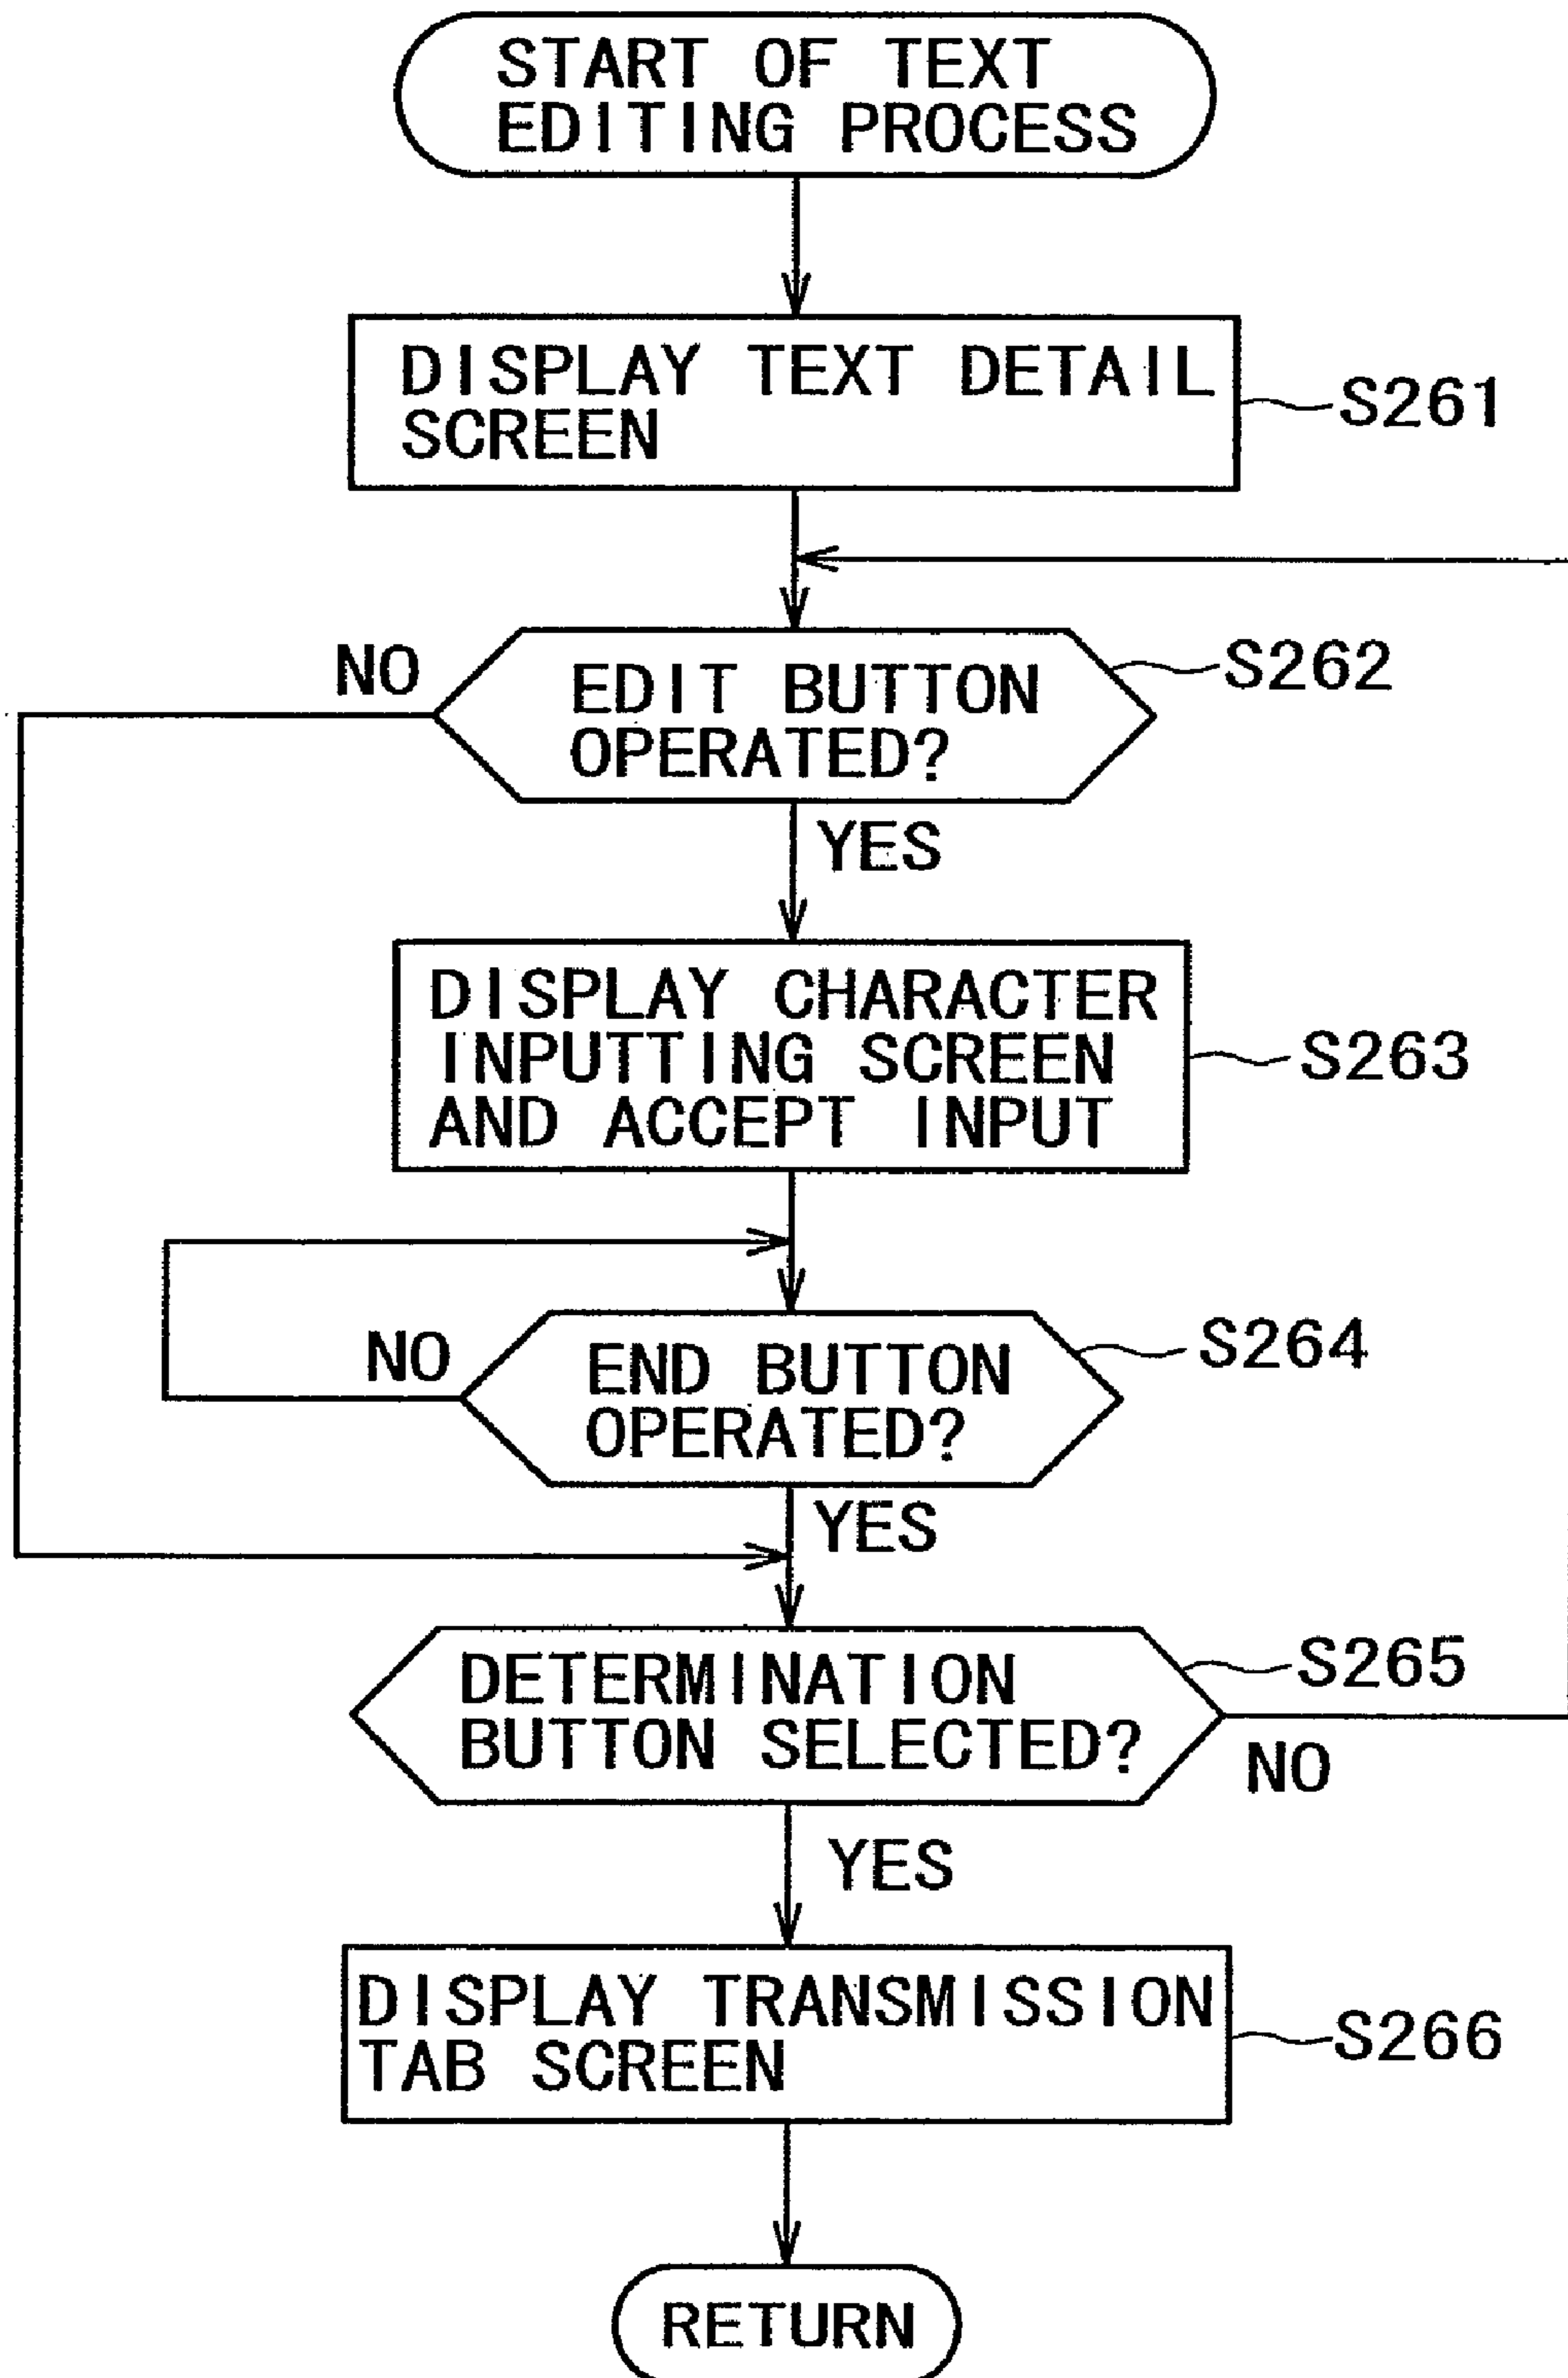 START OF TEXT
EDITING PROCESS
DISPLAY TEXT DETAIL
SCREEN
S261
NO
EDIT BUTTON
OPERATED?
S262
YES
DISPLAY CHARACTER
INPUTTING SCREEN
AND ACCEPT INPUT
S263
NO
END BUTTON
OPERATED?
S264
YES
DETERMINATION
BUTTON SELECTED?
S265
NO
YES
DISPLAY TRANSMISSION
TAB SCREEN
S266
RETURN